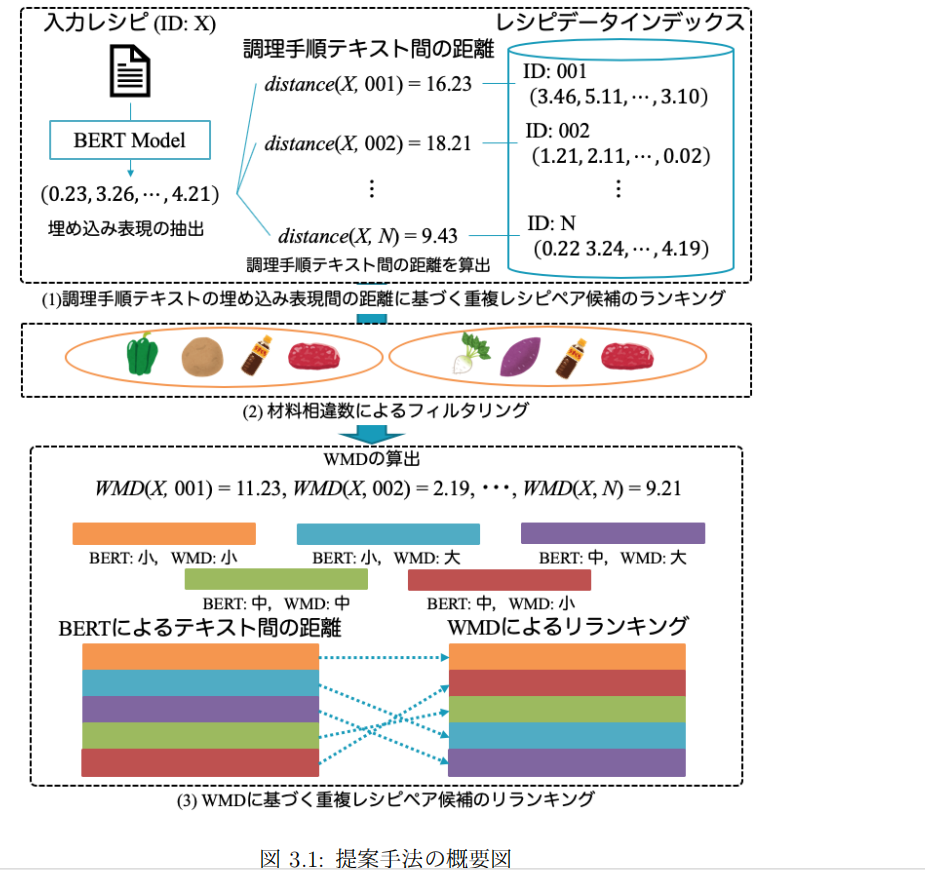 入力レシピ (ID: X)
レシピデータインデックス
調理手順テキスト間の距離
BERT Model
(0.23, 3.26, ⋯, 4.21)
埋め込み表現の抽出
distance(X, 001) = 16.23
distance(X, 002) = 18.21
⋮
distance(X, N) = 9.43
調理手順テキスト間の距離を算出
ID: 001
(3.46, 5.11, ⋯, 3.10)
ID: 002
(1.21, 2.11, ⋯, 0.02)
⋮
ID: N
(0.22 3.24, ⋯, 4.19)
(1)調理手順テキストの埋め込み表現間の距離に基づく重複レシピペア候補のランキング
(2) 材料相違数によるフィルタリング
WMDの算出
WMD(X, 001) = 11.23, WMD(X, 002) = 2.19, ⋯, WMD(X, N) = 9.21
BERT: 小, WMD: 小
BERT: 小, WMD: 大
BERT: 中, WMD: 大
BERT: 中, WMD: 中
BERT: 中, WMD: 小
BERTによるテキスト間の距離
WMDによるリランキング
(3) WMDに基づく重複レシピペア候補のリランキング
図 3.1: 提案手法の概要図